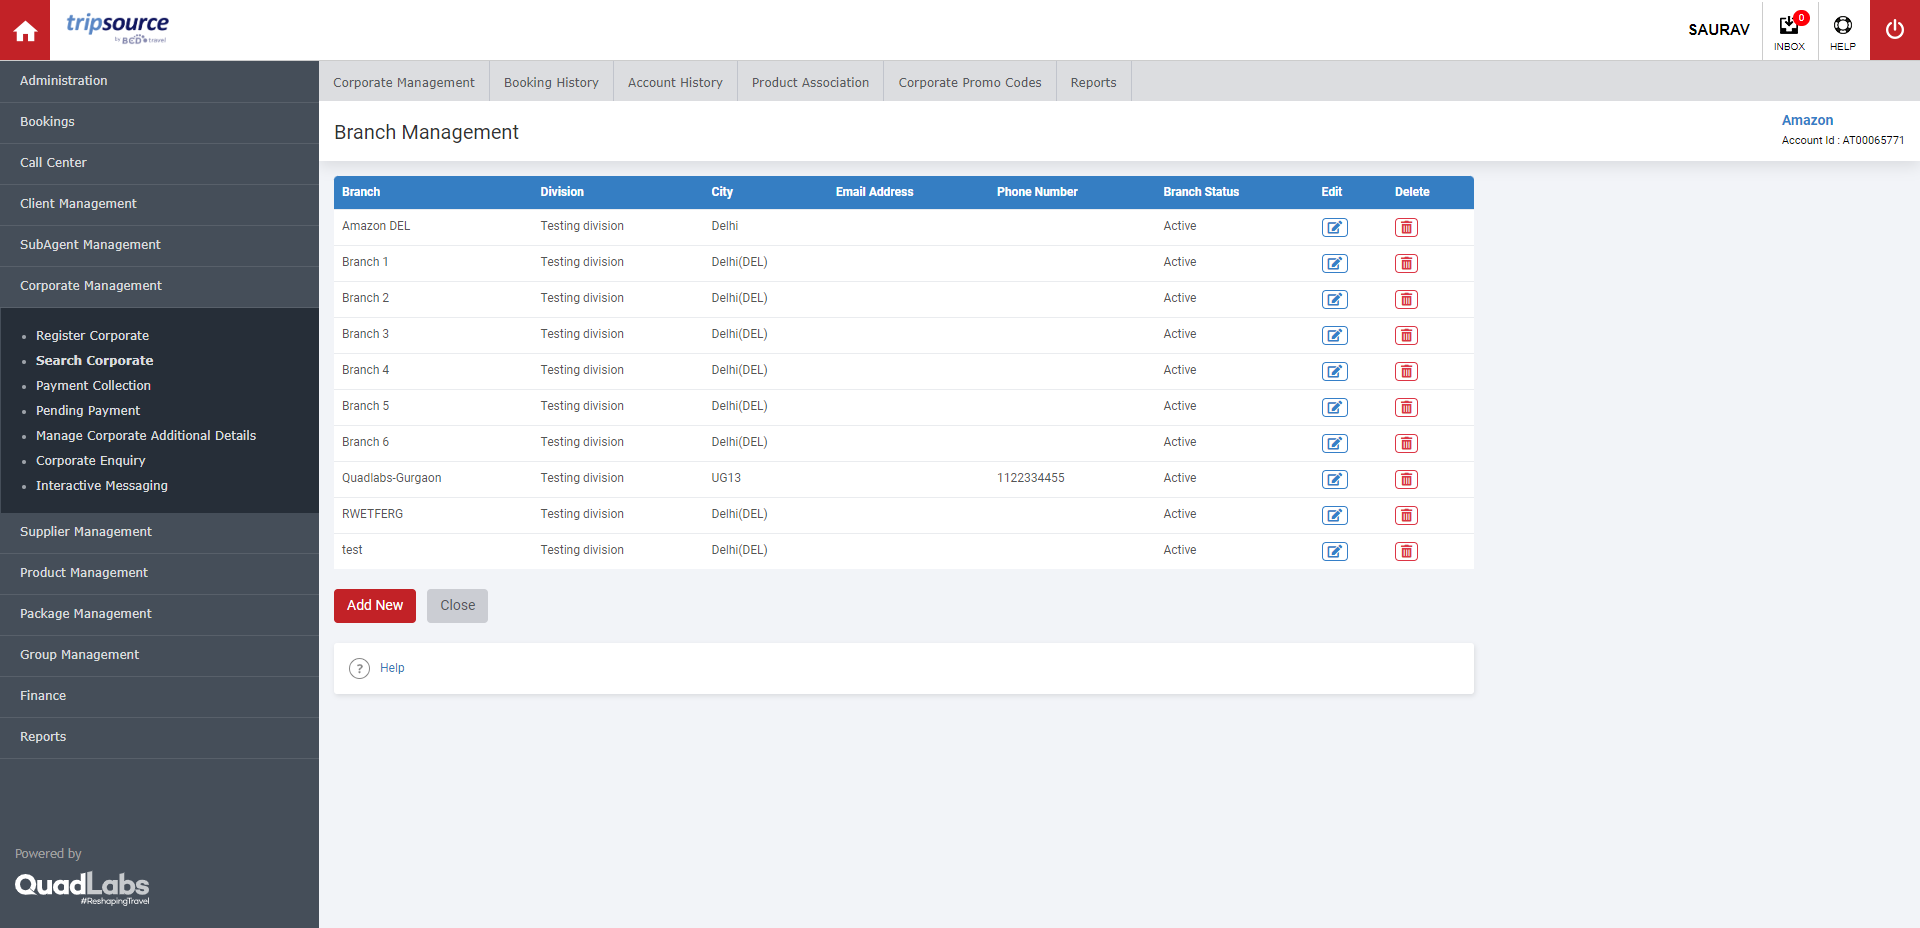 tripsource
by BCD travel
SAURAV
0
INBOX
HELP
Administration
Bookings
Call Center
Client Management
SubAgent Management
Corporate Management
Register Corporate
Search Corporate
Payment Collection
Pending Payment
Manage Corporate Additional Details
Corporate Enquiry
Interactive Messaging
Supplier Management
Product Management
Package Management
Group Management
Finance
Reports
Powered by
QuadLabs
#ReshapingTravel
Corporate Management Booking History Account History Product Association Corporate Promo Codes Reports
Branch Management
Amazon
Account Id : AT00065771
Branch Division City Email Address Phone Number Branch Status Edit Delete
Amazon DEL Testing division Delhi Active
Branch 1 Testing division Delhi(DEL) Active
Branch 2 Testing division Delhi(DEL) Active
Branch 3 Testing division Delhi(DEL) Active
Branch 4 Testing division Delhi(DEL) Active
Branch 5 Testing division Delhi(DEL) Active
Branch 6 Testing division Delhi(DEL) Active
Quadlabs-Gurgaon Testing division UG13 1122334455 Active
RWETFERG Testing division Delhi(DEL) Active
test Testing division Delhi(DEL) Active
Add New Close
? Help